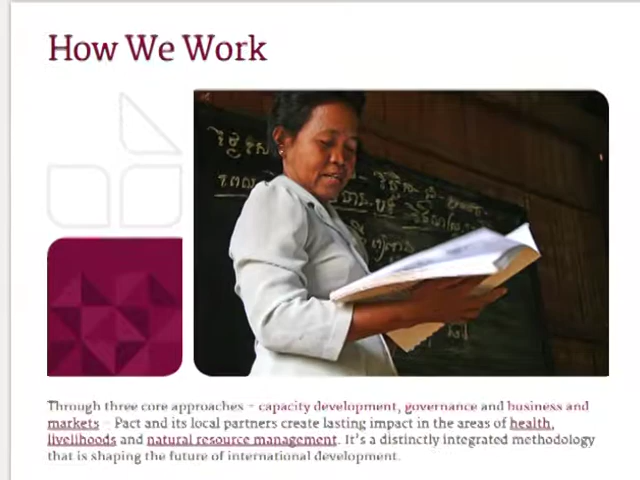 How We Work
Through three core approaches – capacity development, governance and business and
markets – Pact and its local partners create lasting impact in the areas of health,
livelihoods and natural resource management. It's a distinctly integrated methodology
that is shaping the future of international development.